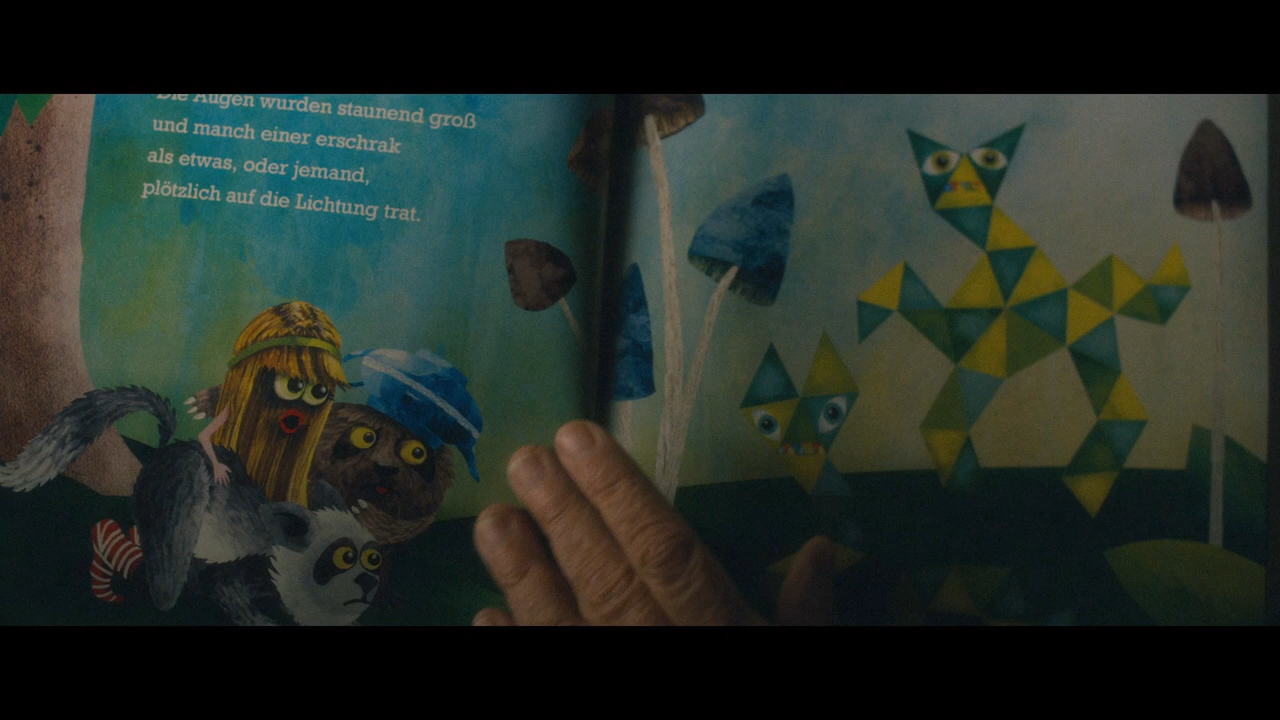 Die Augen wurden staunend groß
und manch einer erschrak
als etwas, oder jemand,
plötzlich auf die Lichtung trat.